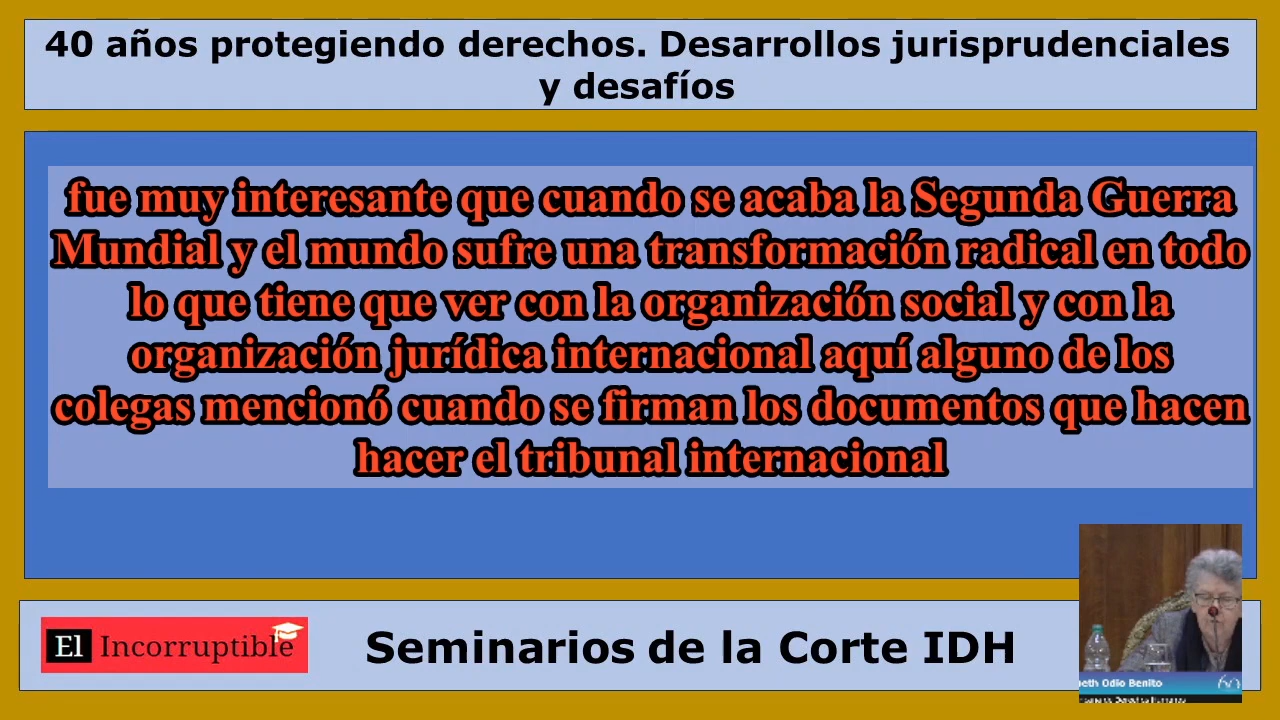 40 años protegiendo derechos. Desarrollos jurisprudenciales
y desafíos
fue muy interesante que cuando se acaba la Segunda Guerra
Mundial y el mundo sufre una transformación radical en todo
lo que tiene que ver con la organización social y con la
organización jurídica internacional aquí alguno de los
colegas mencionó cuando se firman los documentos que hacen
hacer el tribunal internacional
El Incorruptible
Seminarios de la Corte IDH
beth Odio Benito